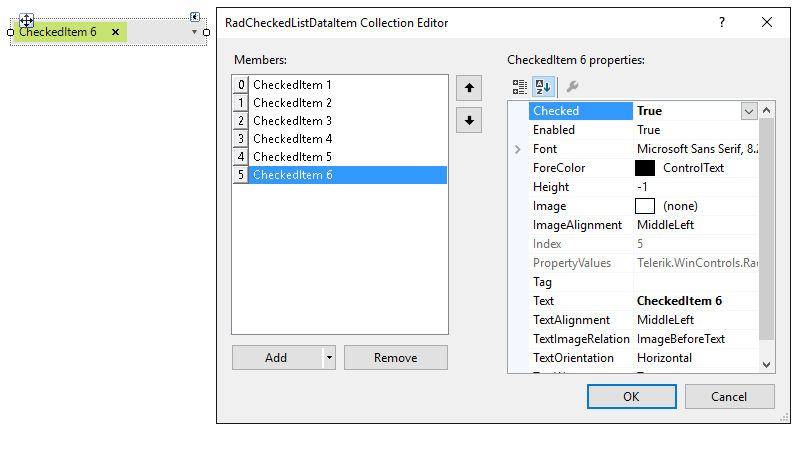 CheckedItem 6 ×
RadCheckedListDataItem Collection Editor ? ×
Members:
0 CheckedItem 1
1 CheckedItem 2
2 CheckedItem 3
3 CheckedItem 4
4 CheckedItem 5
5 CheckedItem 6
Add
Remove
CheckedItem 6 properties:
Checked True
Enabled True
Font Microsoft Sans Serif, 8.2
ForeColor ControlText
Height -1
Image (none)
ImageAlignment MiddleLeft
Index 5
PropertyValues Telerik.WinControls.Rad
Tag
Text CheckedItem 6
TextAlignment MiddleLeft
TextImageRelation ImageBeforeText
TextOrientation Horizontal
OK
Cancel